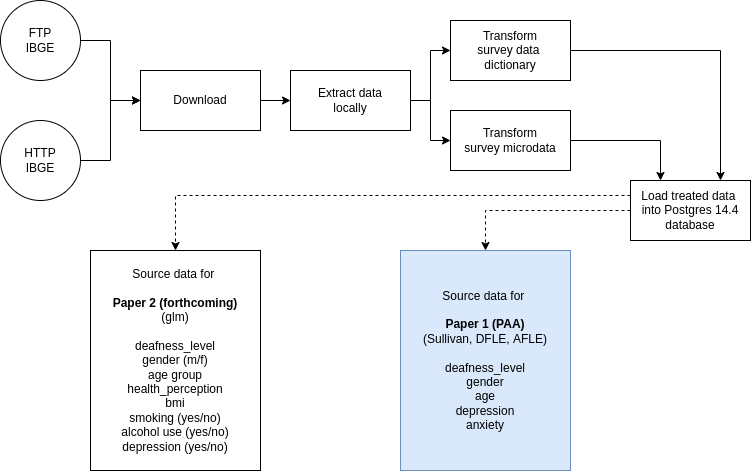 FTP
IBGE
HTTP
IBGE
Download
Extract data
locally
Transform
survey data
dictionary
Transform
survey microdata
Load treated data
into Postgres 14.4
database
Source data for
Paper 2 (forthcoming)
(glm)
deafness_level
gender (m/f)
age group
health_perception
bmi
smoking (yes/no)
alcohol use (yes/no)
depression (yes/no)
Source data for
Paper 1 (PAA)
(Sullivan, DFLE, AFLE)
deafness_level
gender
age
depression
anxiety